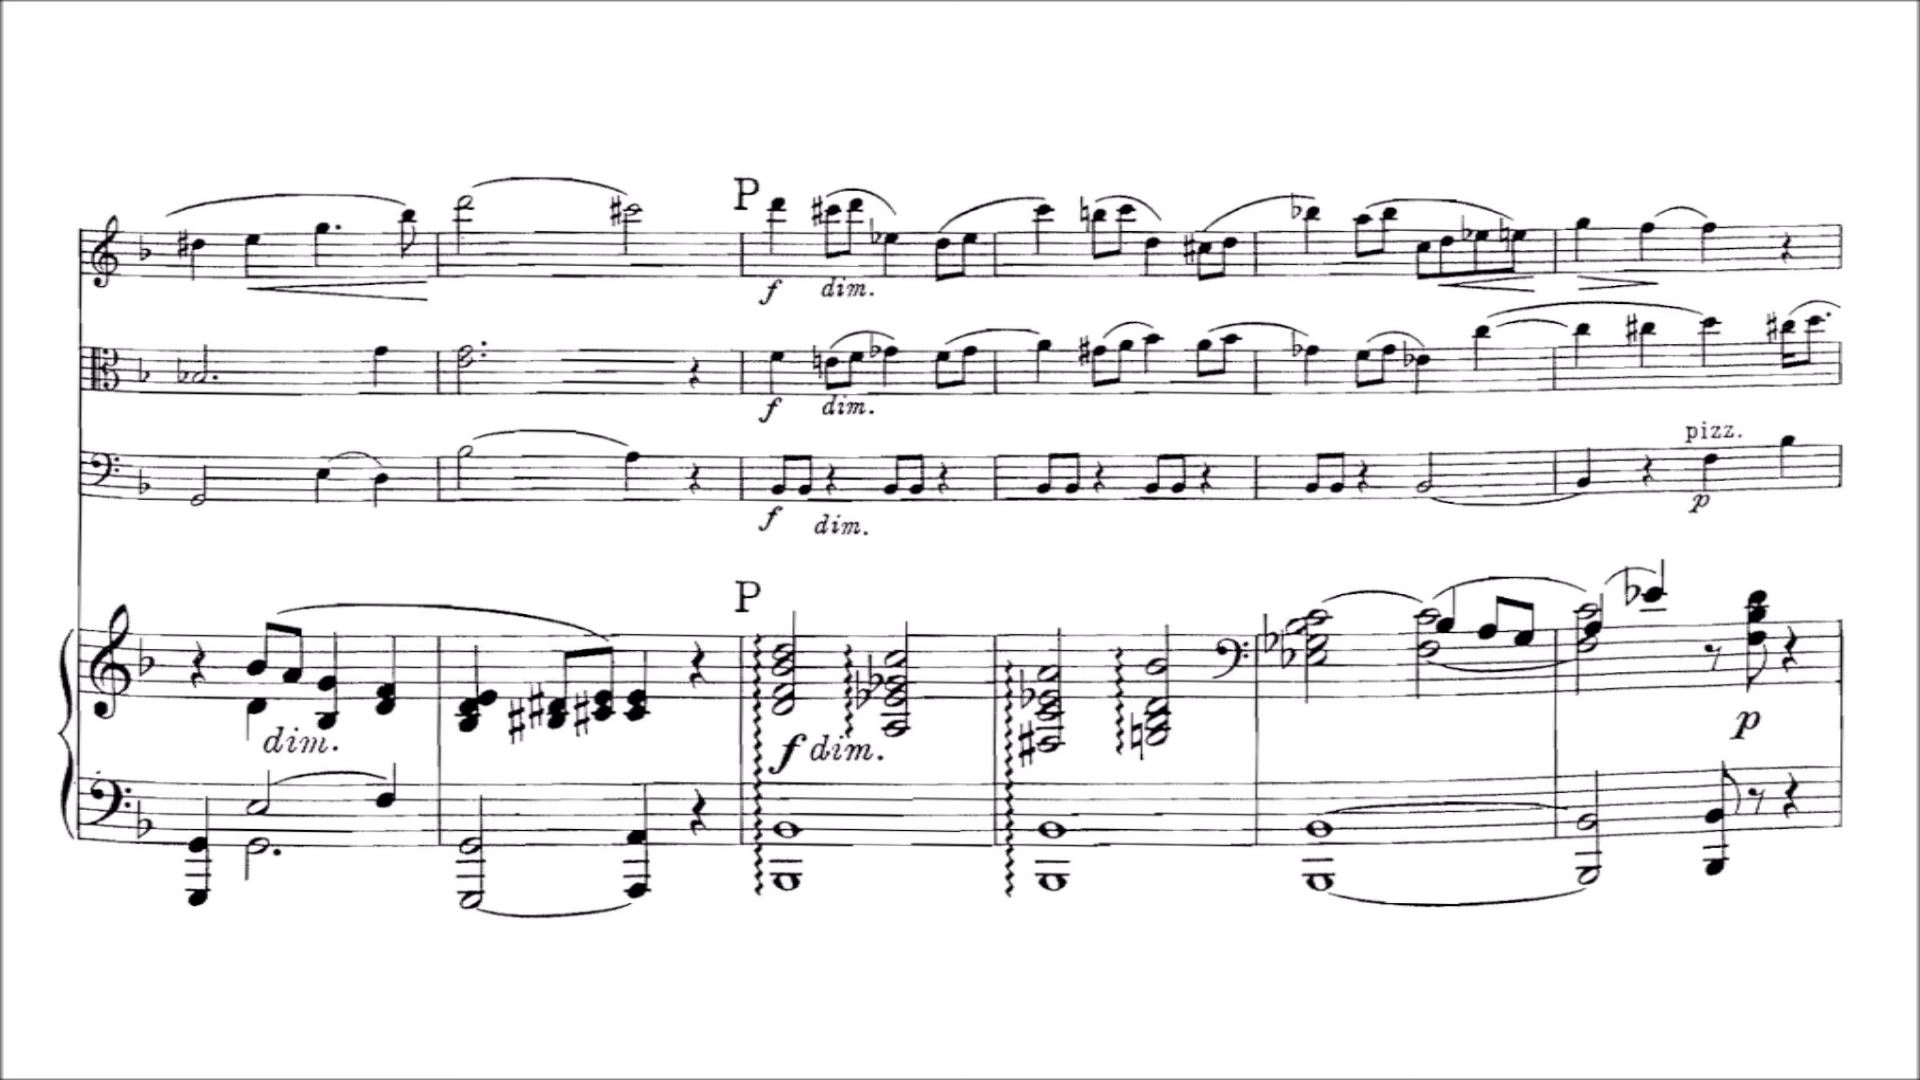 P
f dim.
f dim.
pizz.
f dim. p
P
dim. f dim. p